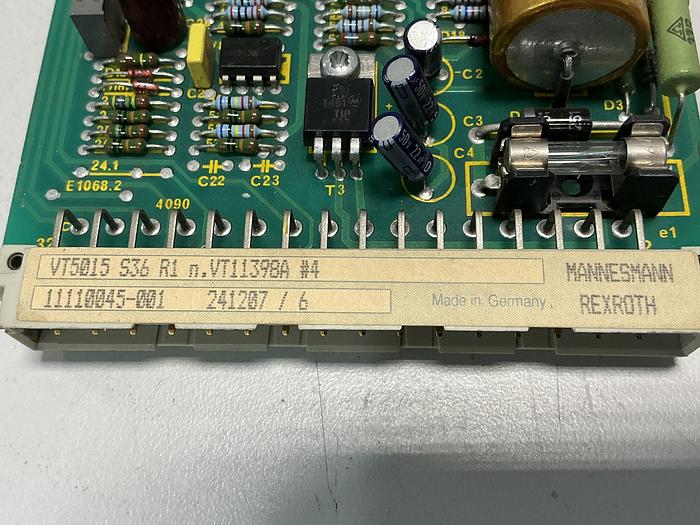 C2
D3
C3
C4
24.1
E1068.2
C22
C23
T3
4090
32
e1
VT5015 S36 R1 n.VT11398A #4
MANNESMANN
11110045-001 241207 / 6
Made in Germany
REXROTH